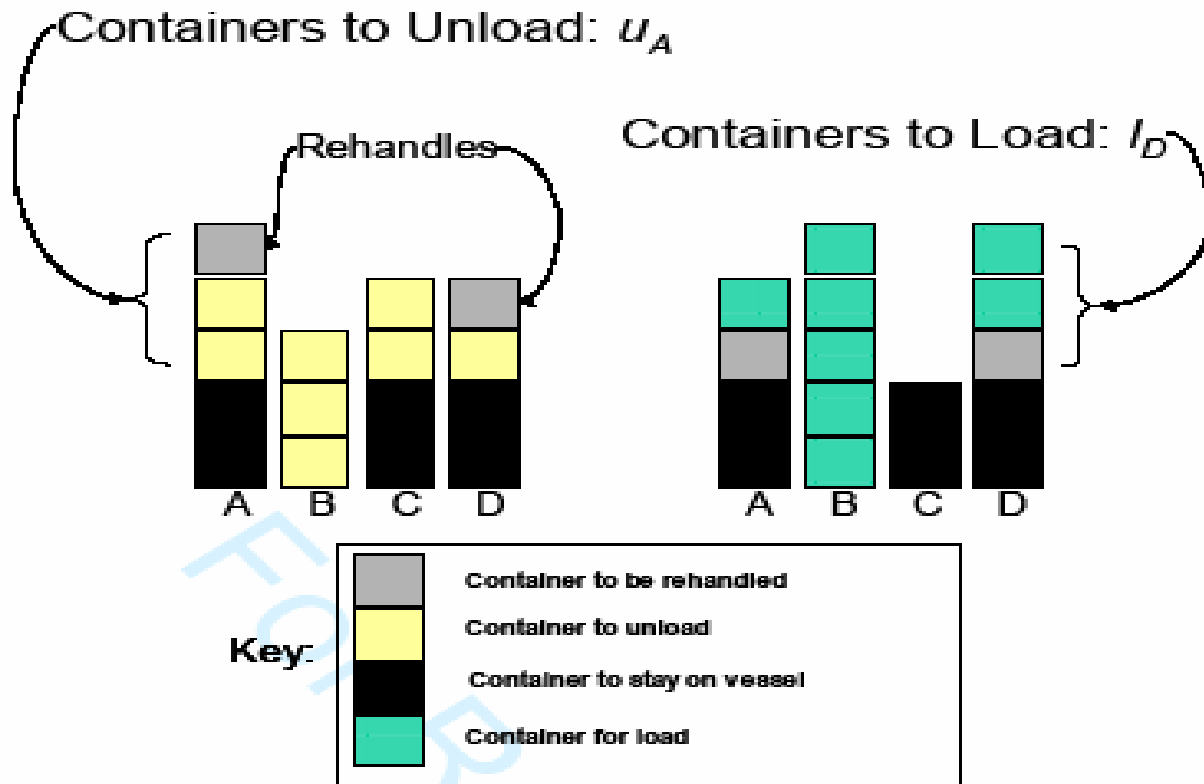 Containers to Unload: u_A
Rehandles
Containers to Load: l_D
A B C D
A B C D
Key:
Container to be rehandled
Container to unload
Container to stay on vessel
Container for load
For R